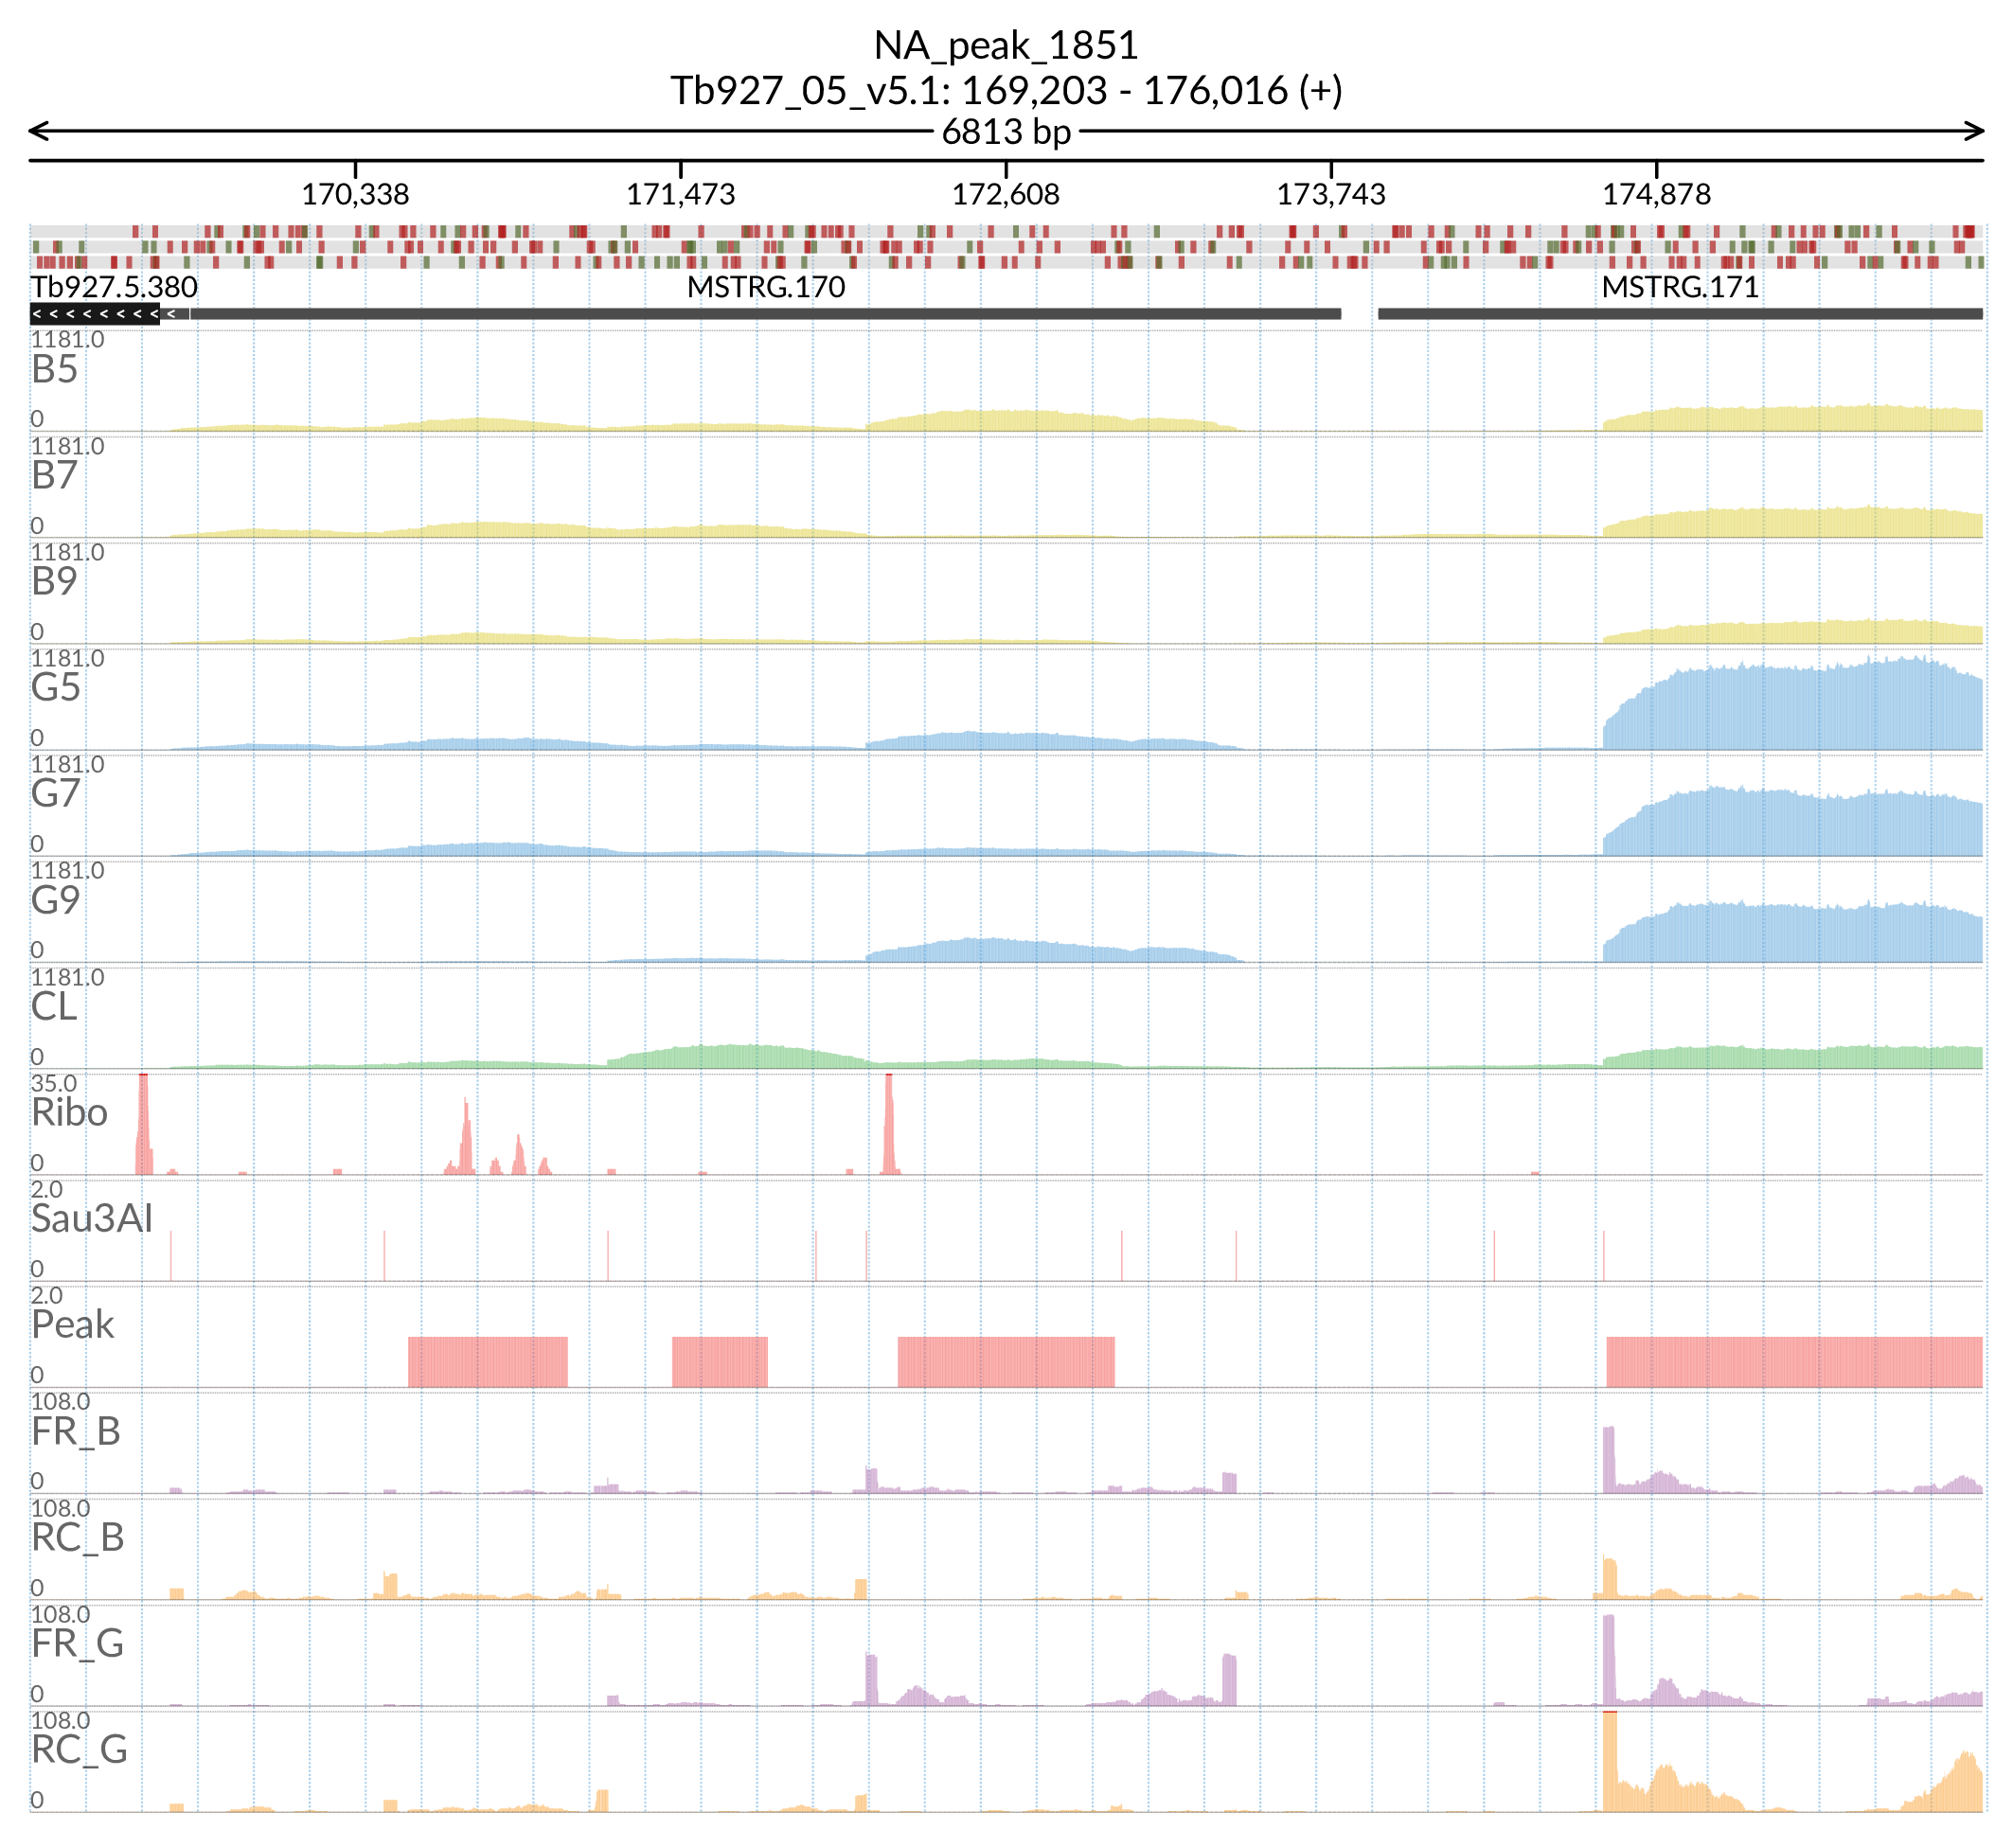 NA_peak_1851
Tb927_05_v5.1: 169,203 - 176,016 (+)
6813 bp
170,338 171,473 172,608 173,743 174,878
Tb927.5.380 MSTRG.170 MSTRG.171
< < < < < < < < <
1181.0
B5
0
1181.0
B7
0
1181.0
B9
0
1181.0
G5
0
1181.0
G7
0
1181.0
G9
0
1181.0
CL
0
35.0
Ribo
0
2.0
Sau3AI
0
2.0
Peak
0
108.0
FR_B
0
108.0
RC_B
0
108.0
FR_G
0
108.0
RC_G
0